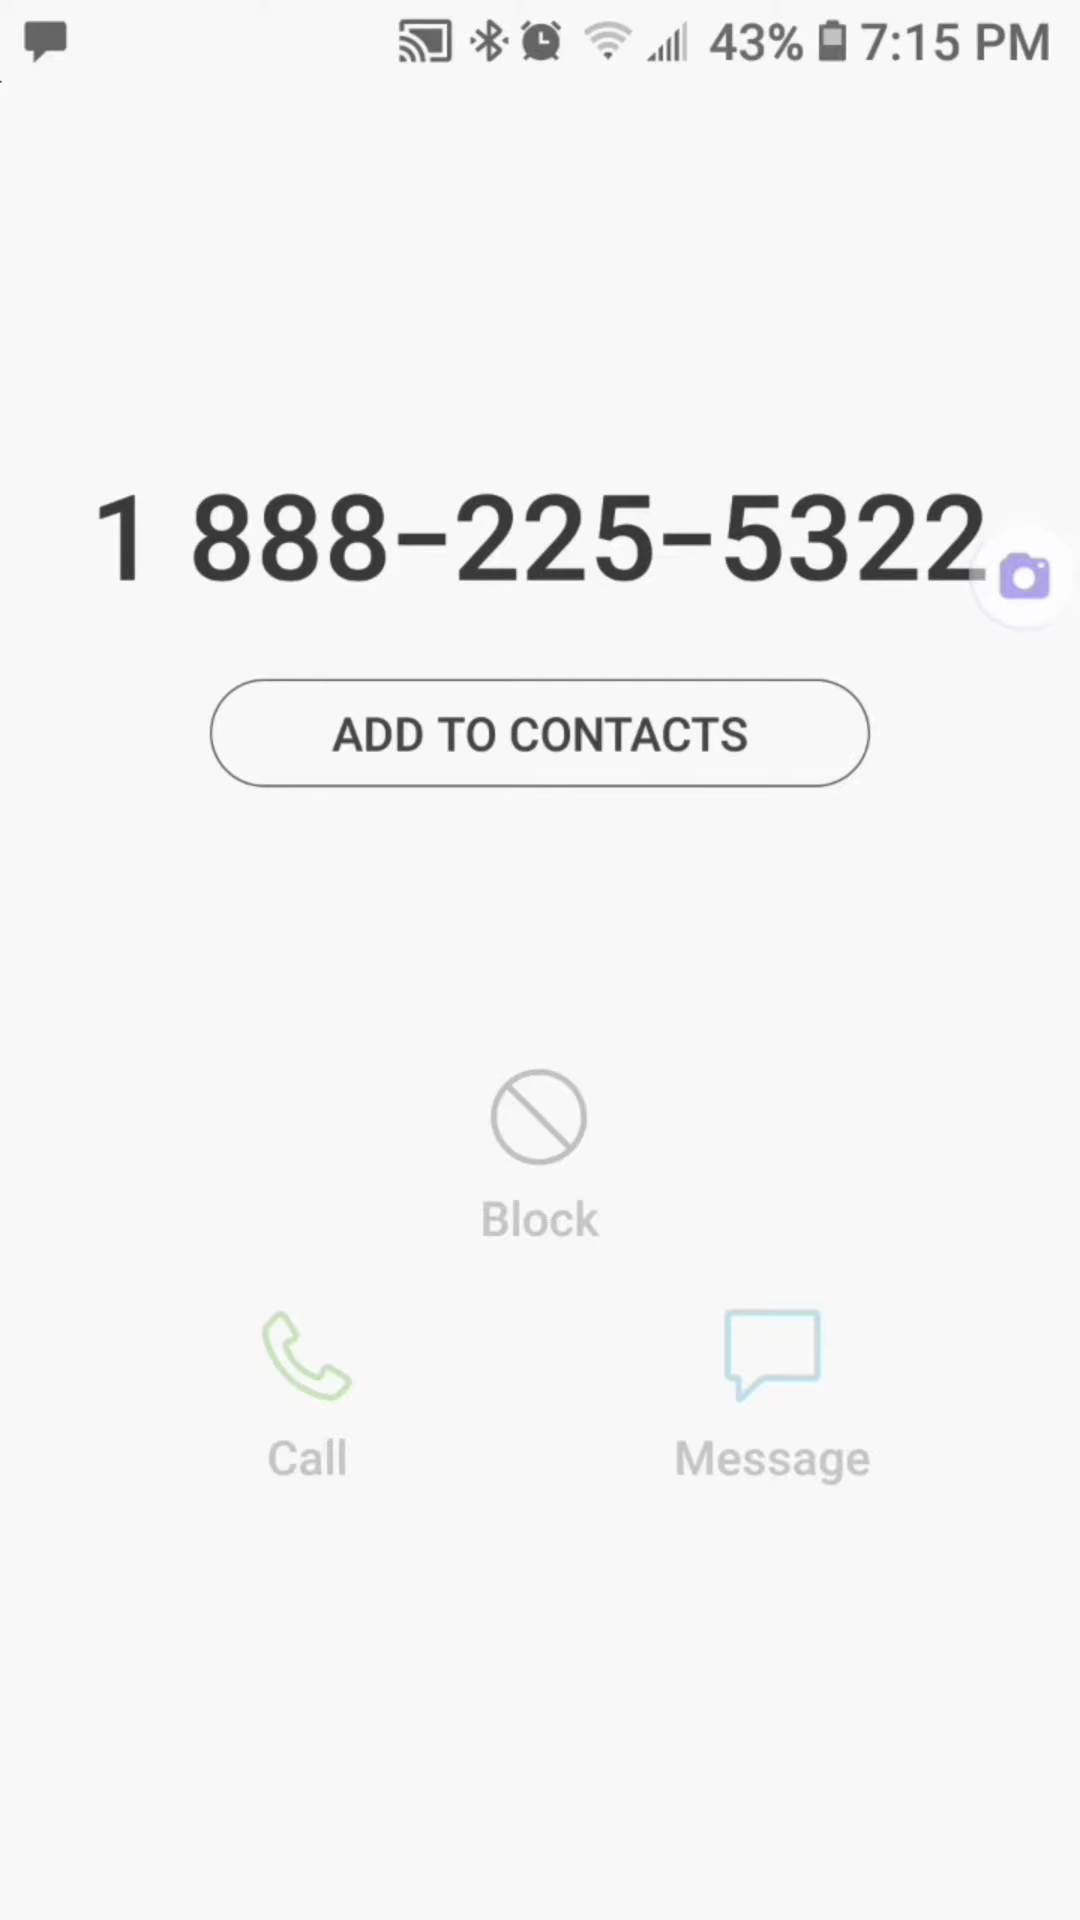 43% 7:15 PM
1 888-225-5322
ADD TO CONTACTS
Block
Call Message